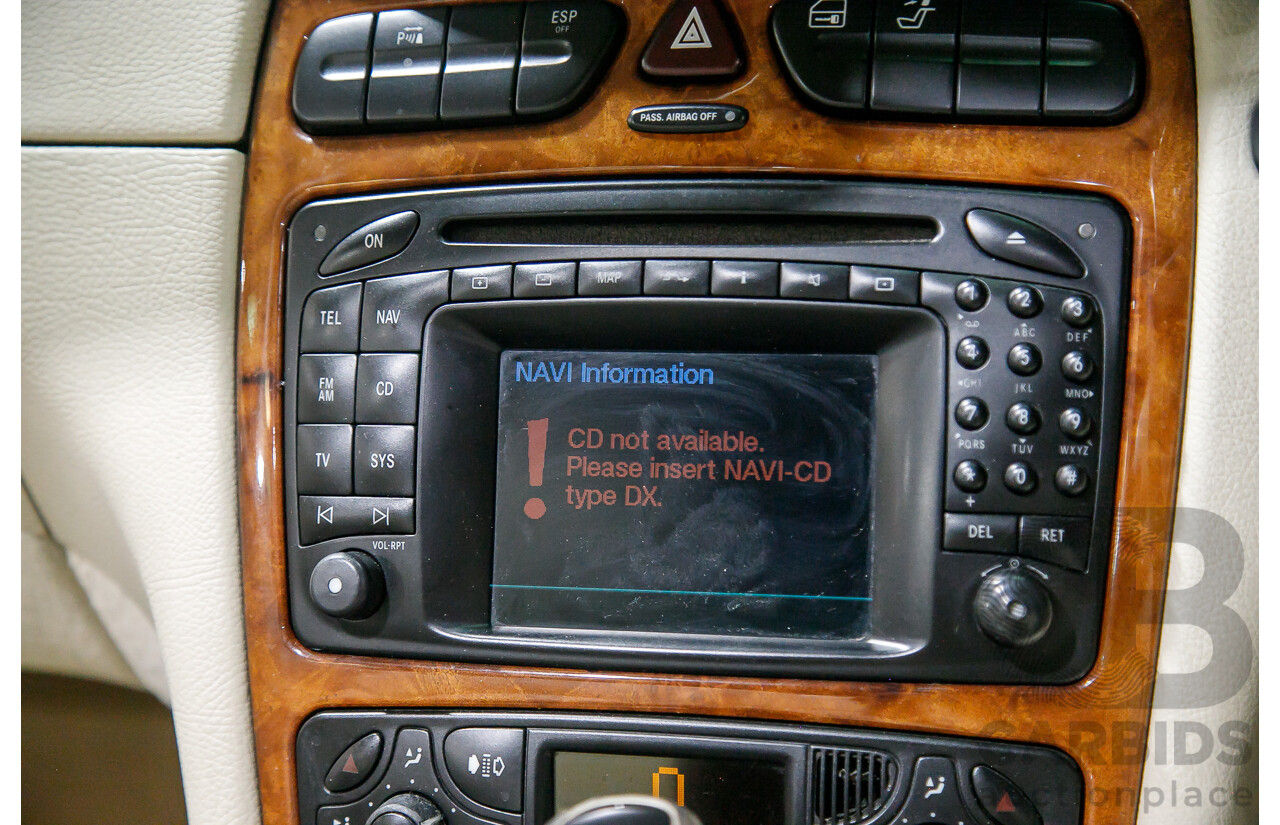 ESP
OFF
PASS. AIRBAG OFF
ON
MAP
TEL NAV
FM
AM
CD
TV SYS
VOL-RPT
1 2 3
ABC DEF
4 5 6
GHI JKL MNO
7 8 9
PQRS TUV WXYZ
* 0 #
+
DEL RET
NAVI Information
! CD not available.
Please insert NAVI-CD
type DX.
B
CARBIDS
auctionplace